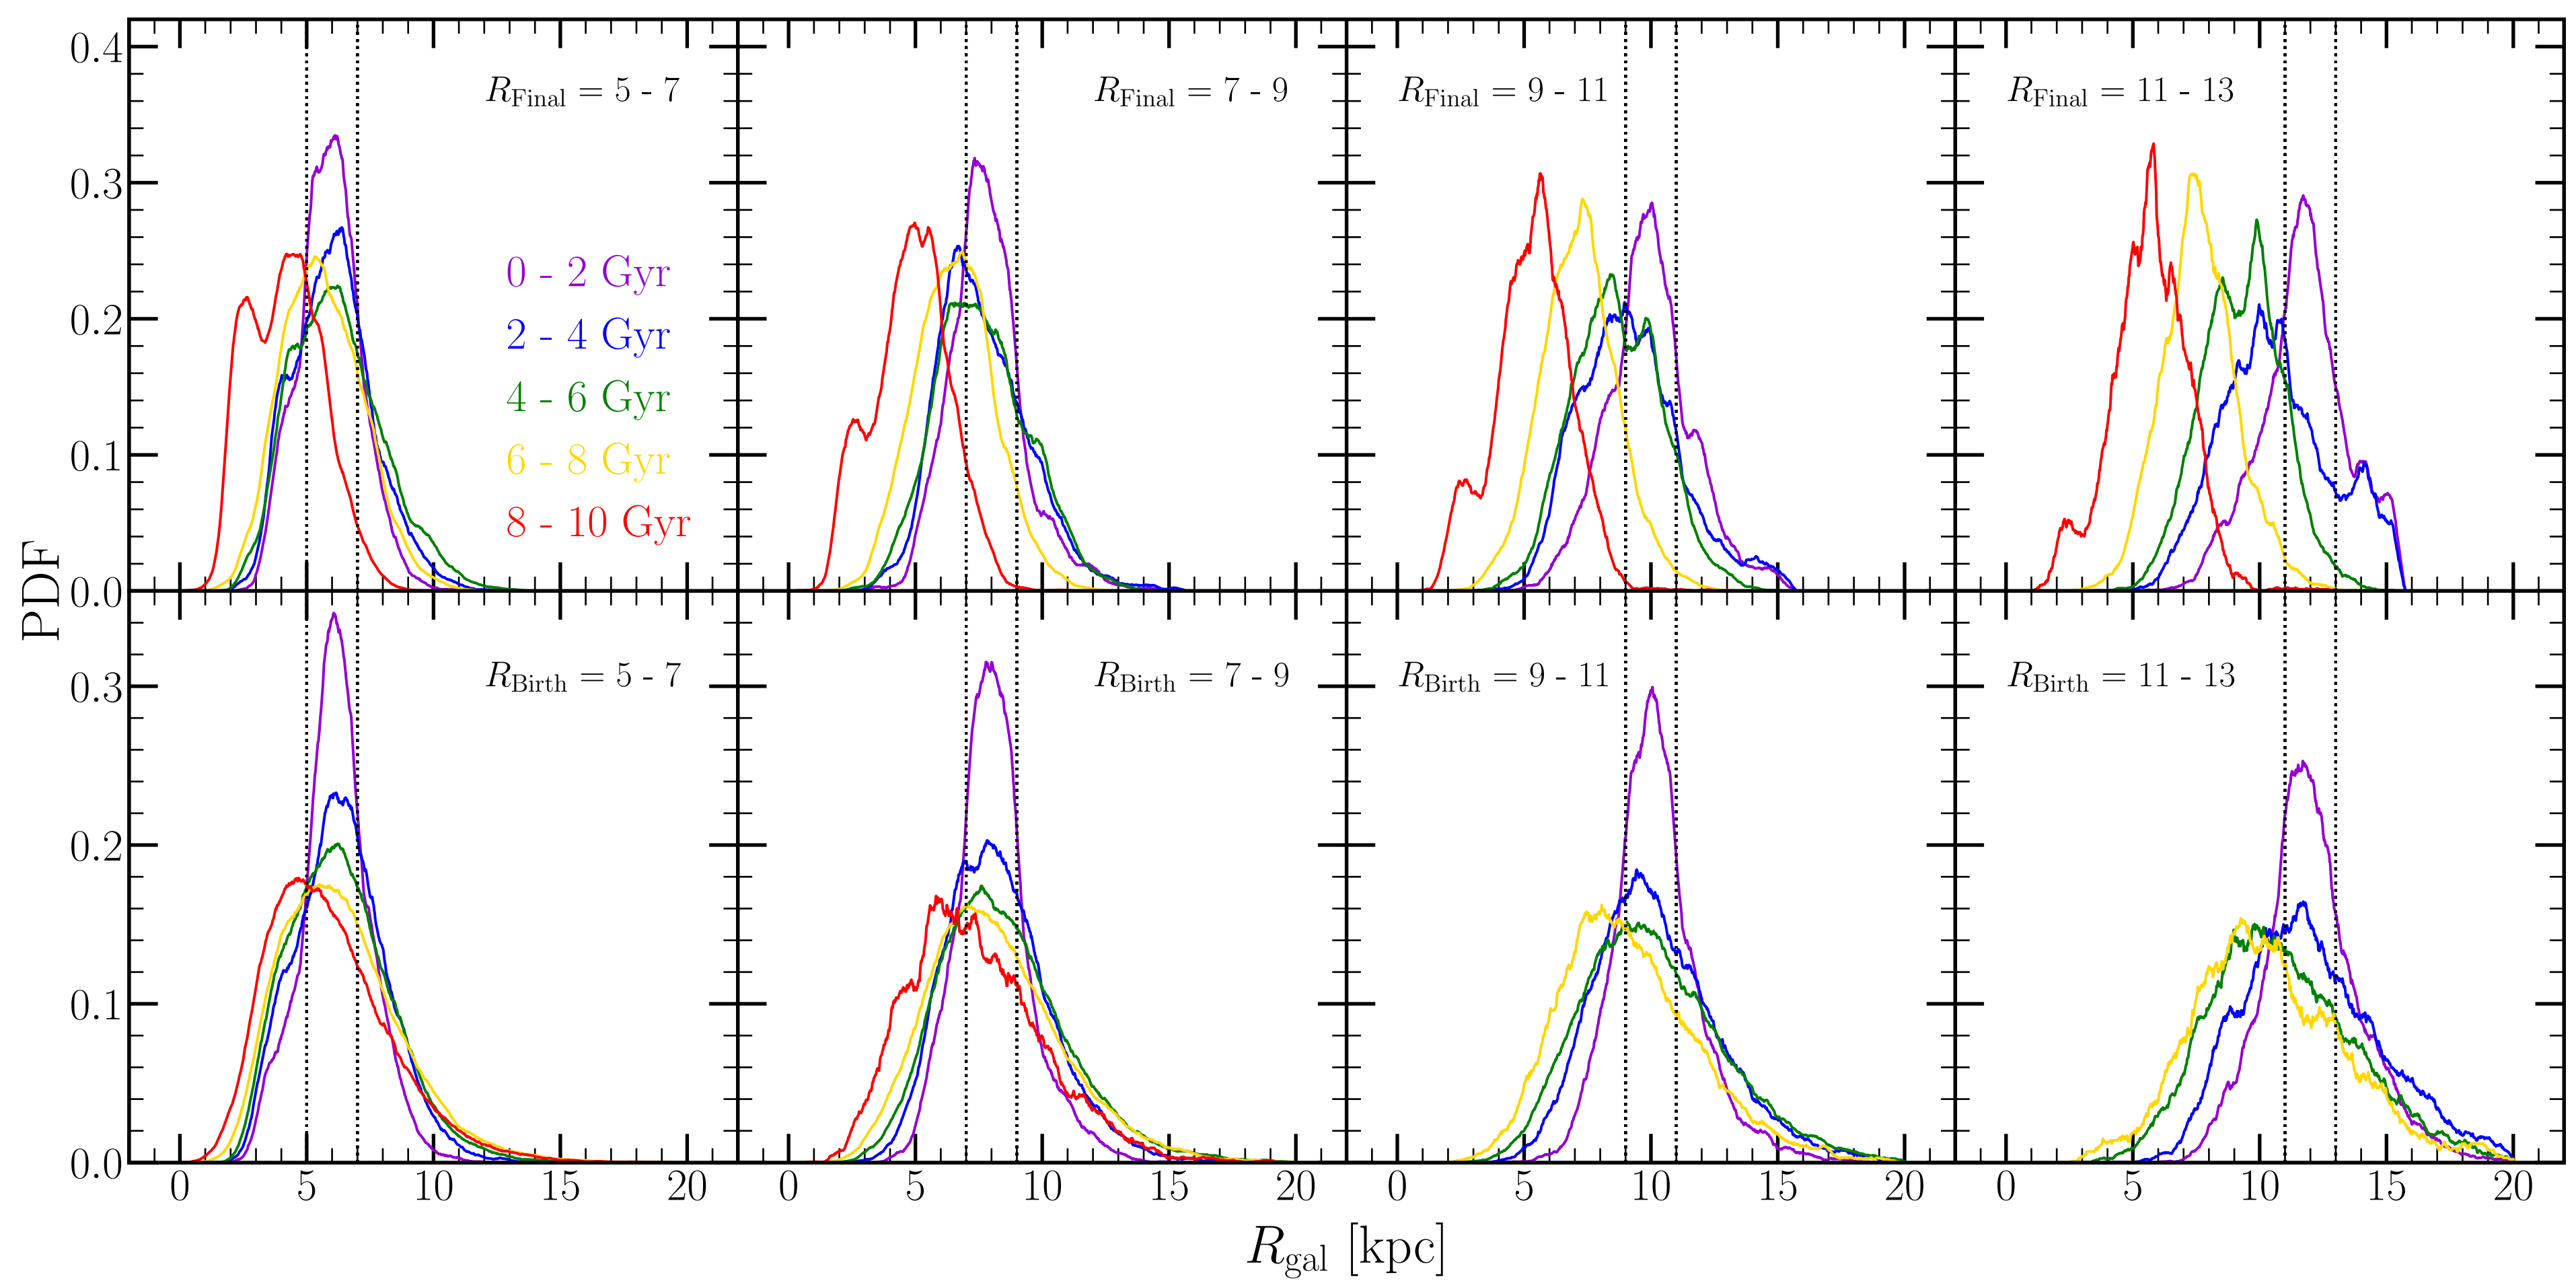 PDF
0.4
0.3
0.2
0.1
0.0
R_Final = 5 - 7
0 - 2 Gyr
2 - 4 Gyr
4 - 6 Gyr
6 - 8 Gyr
8 - 10 Gyr
R_Final = 7 - 9
R_Final = 9 - 11
R_Final = 11 - 13
0.3
0.2
0.1
0.0
R_Birth = 5 - 7
R_Birth = 7 - 9
R_Birth = 9 - 11
R_Birth = 11 - 13
0 5 10 15 20
0 5 10 15 20
0 5 10 15 20
0 5 10 15 20
R_gal [kpc]